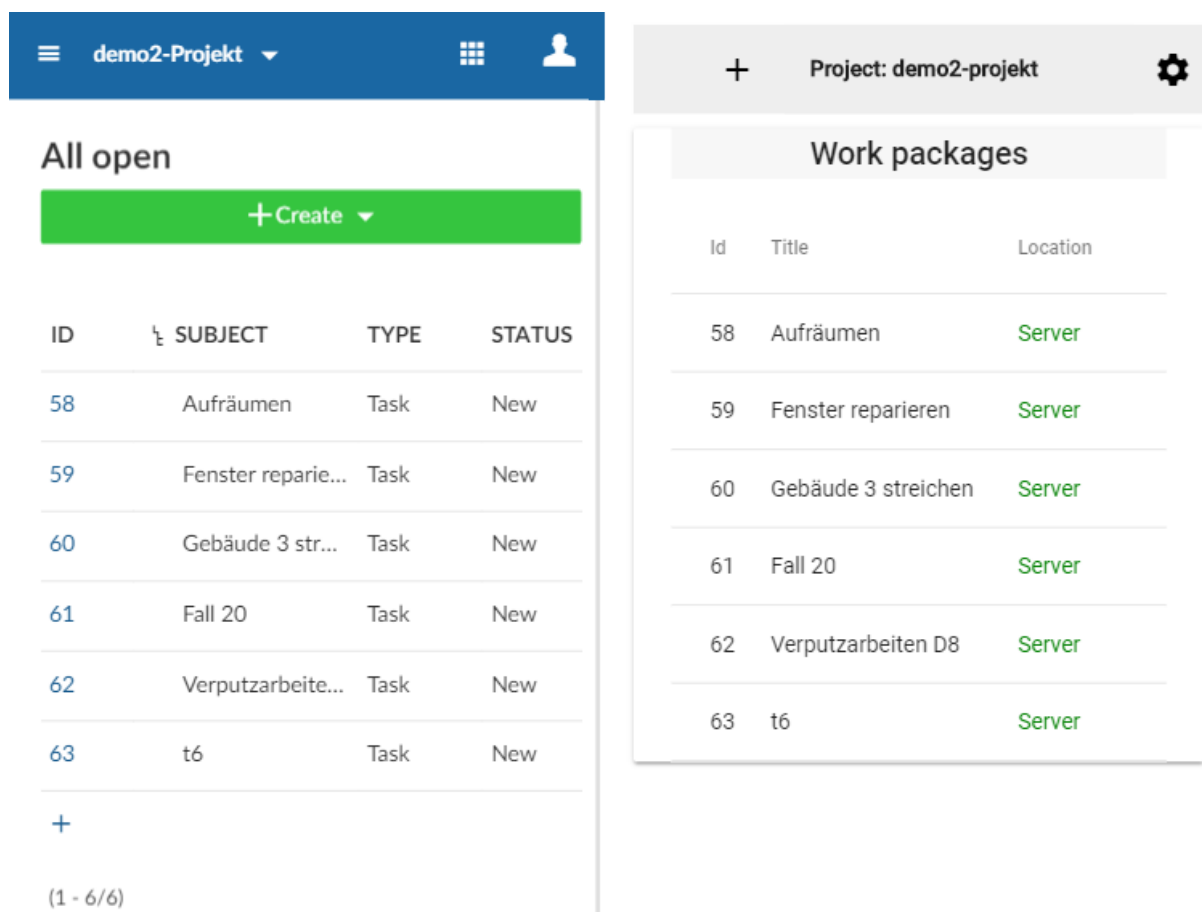 demo2-Projekt
All open
+Create
ID SUBJECT TYPE STATUS
58 Aufräumen Task New
59 Fenster reparie... Task New
60 Gebäude 3 str... Task New
61 Fall 20 Task New
62 Verputzarbeite... Task New
63 t6 Task New
+
(1 - 6/6)
+ Project: demo2-projekt
Work packages
Id Title Location
58 Aufräumen Server
59 Fenster reparieren Server
60 Gebäude 3 streichen Server
61 Fall 20 Server
62 Verputzarbeiten D8 Server
63 t6 Server